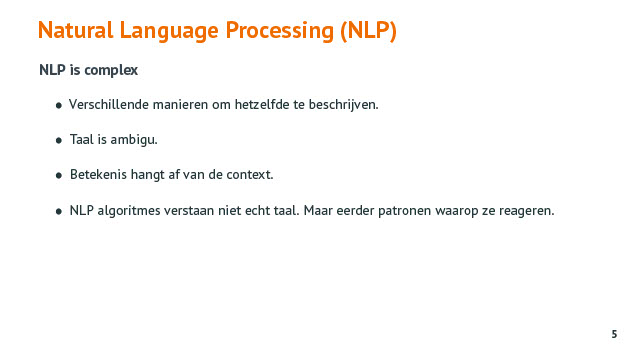 Natural Language Processing (NLP)
NLP is complex
● Verschillende manieren om hetzelfde te beschrijven.
● Taal is ambigu.
● Betekenis hangt af van de context.
● NLP algoritmes verstaan niet echt taal. Maar eerder patronen waarop ze reageren.
5